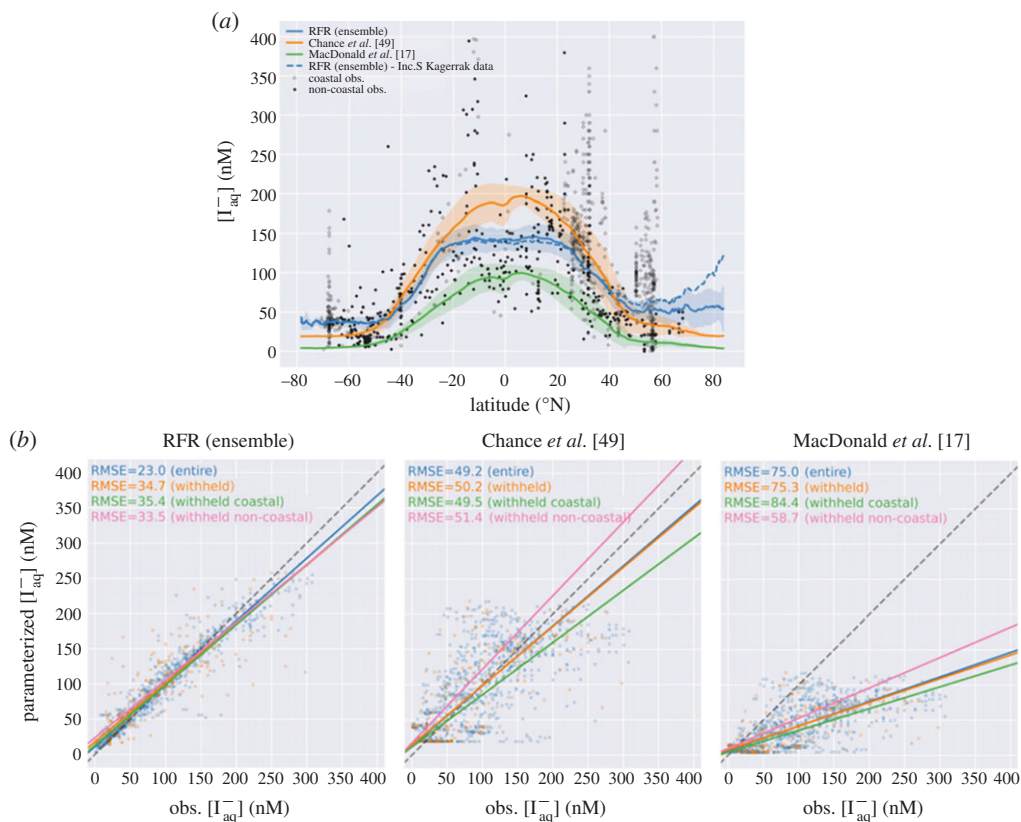 (a)
RFR (ensemble)
Chance et al. [49]
MacDonald et al. [17]
RFR (ensemble) - Inc.S Kagerrak data
coastal obs.
non-coastal obs.
400
350
300
250
200
150
100
50
0
[I⁻aq] (nM)
–80 –60 –40 –20 0 20 40 60 80
latitude (°N)
(b)
RFR (ensemble)
Chance et al. [49]
MacDonald et al. [17]
RMSE=23.0 (entire)
RMSE=34.7 (withheld)
RMSE=35.4 (withheld coastal)
RMSE=33.5 (withheld non-coastal)
RMSE=49.2 (entire)
RMSE=50.2 (withheld)
RMSE=49.5 (withheld coastal)
RMSE=51.4 (withheld non-coastal)
RMSE=75.0 (entire)
RMSE=75.3 (withheld)
RMSE=84.4 (withheld coastal)
RMSE=58.7 (withheld non-coastal)
400
350
300
250
200
150
100
50
0
parameterized [I⁻aq] (nM)
0 50 100 150 200 250 300 350 400
0 50 100 150 200 250 300 350 400
0 50 100 150 200 250 300 350 400
obs. [I⁻aq] (nM)
obs. [I⁻aq] (nM)
obs. [I⁻aq] (nM)